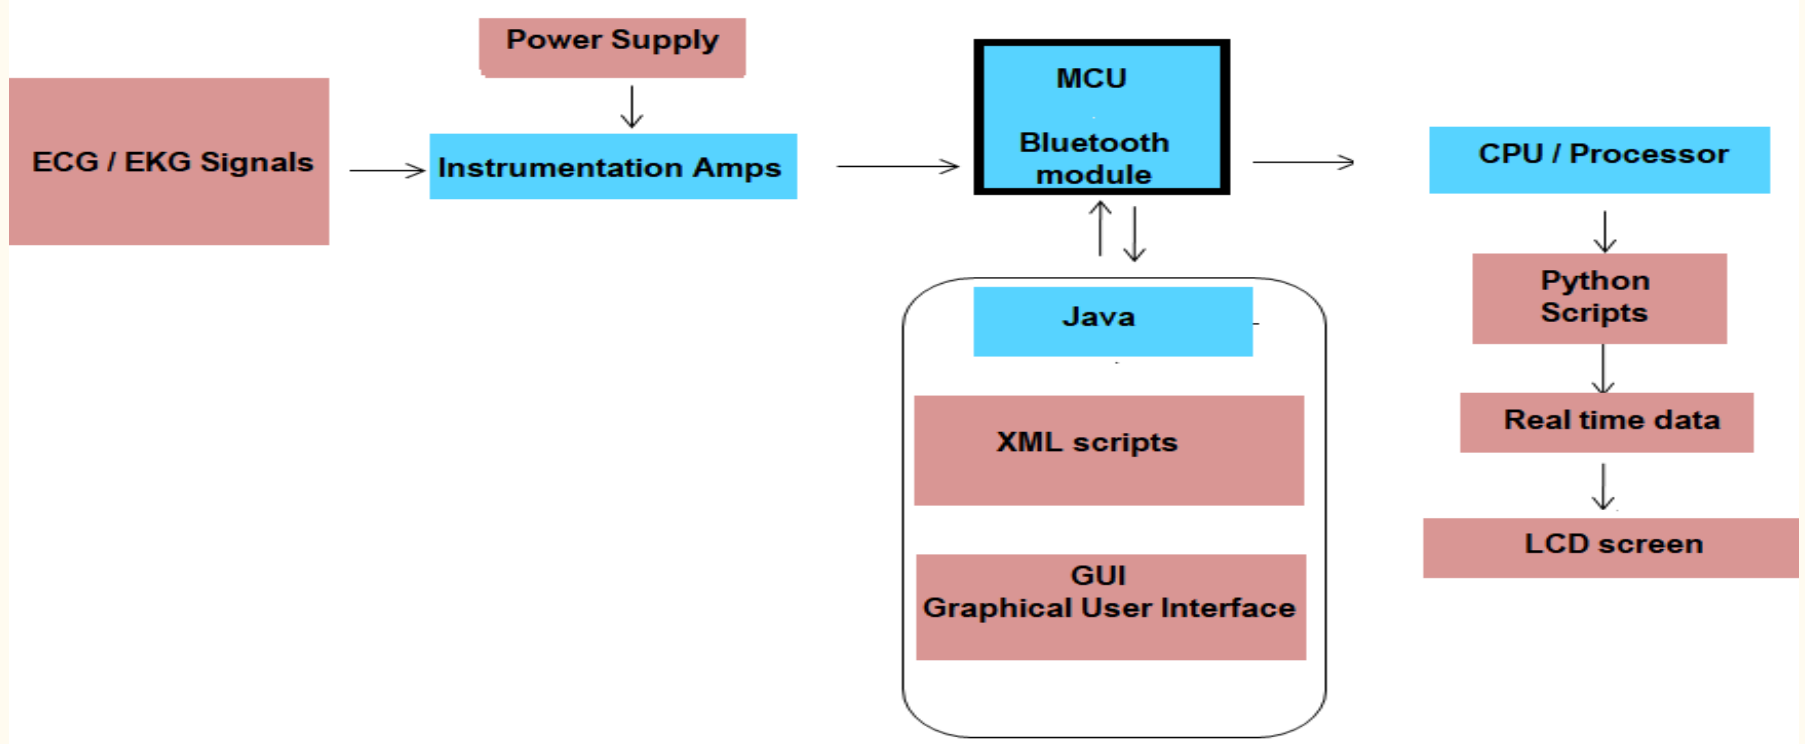 Power Supply
ECG / EKG Signals
Instrumentation Amps
MCU
Bluetooth
module
CPU / Processor
Java
XML scripts
GUI
Graphical User Interface
Python
Scripts
Real time data
LCD screen